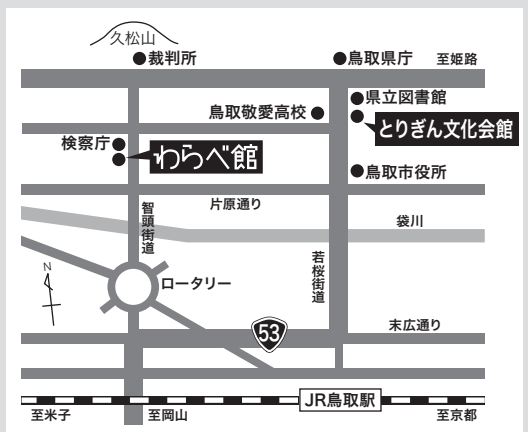 久松山
裁判所
鳥取県庁
至姫路
県立図書館
鳥取敬愛高校
とりぎん文化会館
検察庁
わらべ館
鳥取市役所
片原通り
智頭街道
袋川
若桜街道
N
ロータリー
53
末広通り
JR鳥取駅
至米子
至岡山
至京都